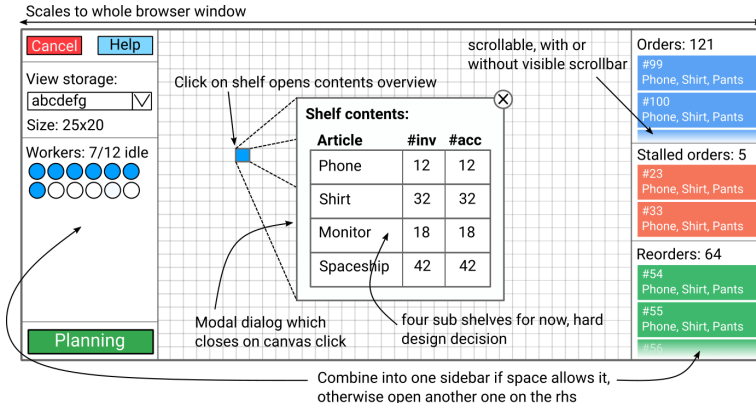 Scales to whole browser window
Cancel Help
View storage:
abcdefg
Size: 25x20
Workers: 7/12 idle
Planning
Click on shelf opens contents overview
Shelf contents:
Article #inv #acc
Phone 12 12
Shirt 32 32
Monitor 18 18
Spaceship 42 42
Modal dialog which
closes on canvas click
four sub shelves for now, hard
design decision
scrollable, with or
without visible scrollbar
Orders: 121
#99
Phone, Shirt, Pants
#100
Phone, Shirt, Pants
Stalled orders: 5
#23
Phone, Shirt, Pants
#33
Phone, Shirt, Pants
Reorders: 64
#54
Phone, Shirt, Pants
#55
Phone, Shirt, Pants
#56
Combine into one sidebar if space allows it,
otherwise open another one on the rhs